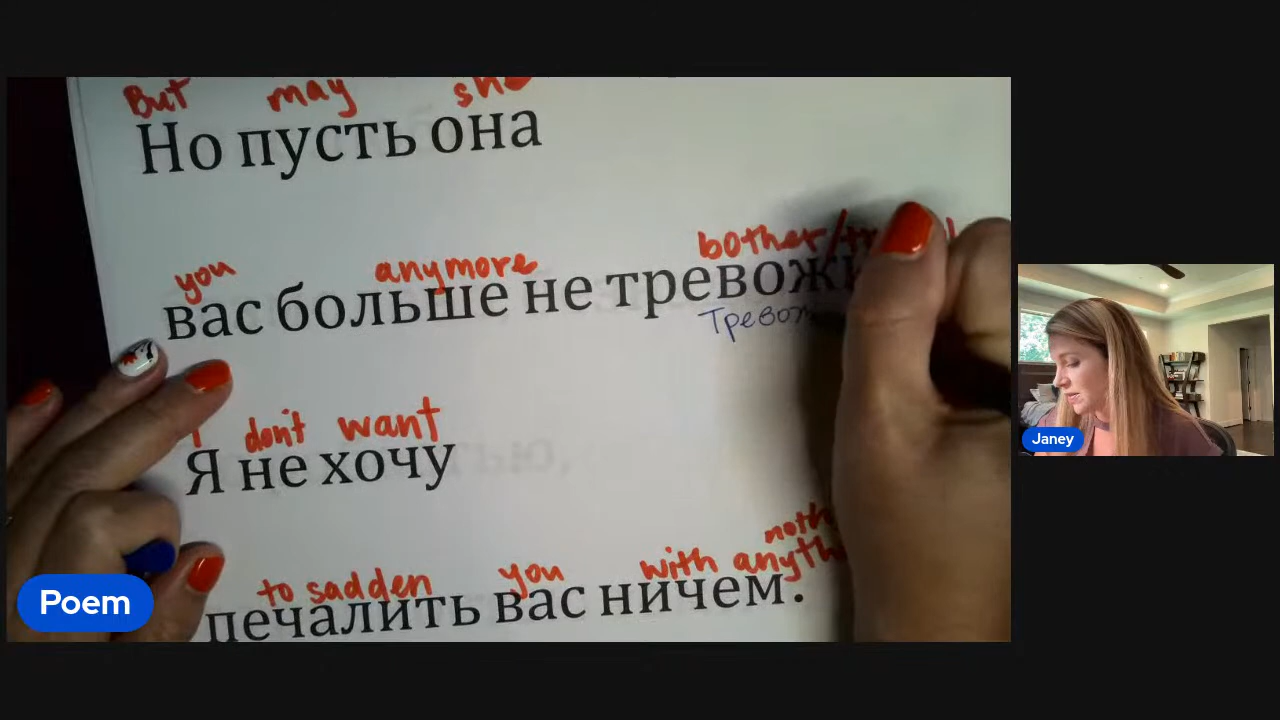 But may she
Но пусть она
you anymore bother/
вас больше не
I don't want
Я не хочу
to sadden you with
печалить вас ничем.
Poem
Janey